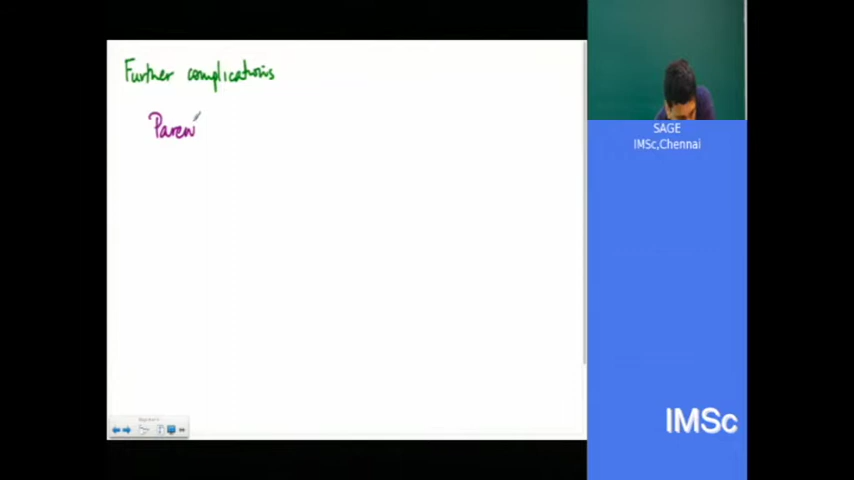 Further complications
Paren
SAGE
IMSc,Chennai
IMSc